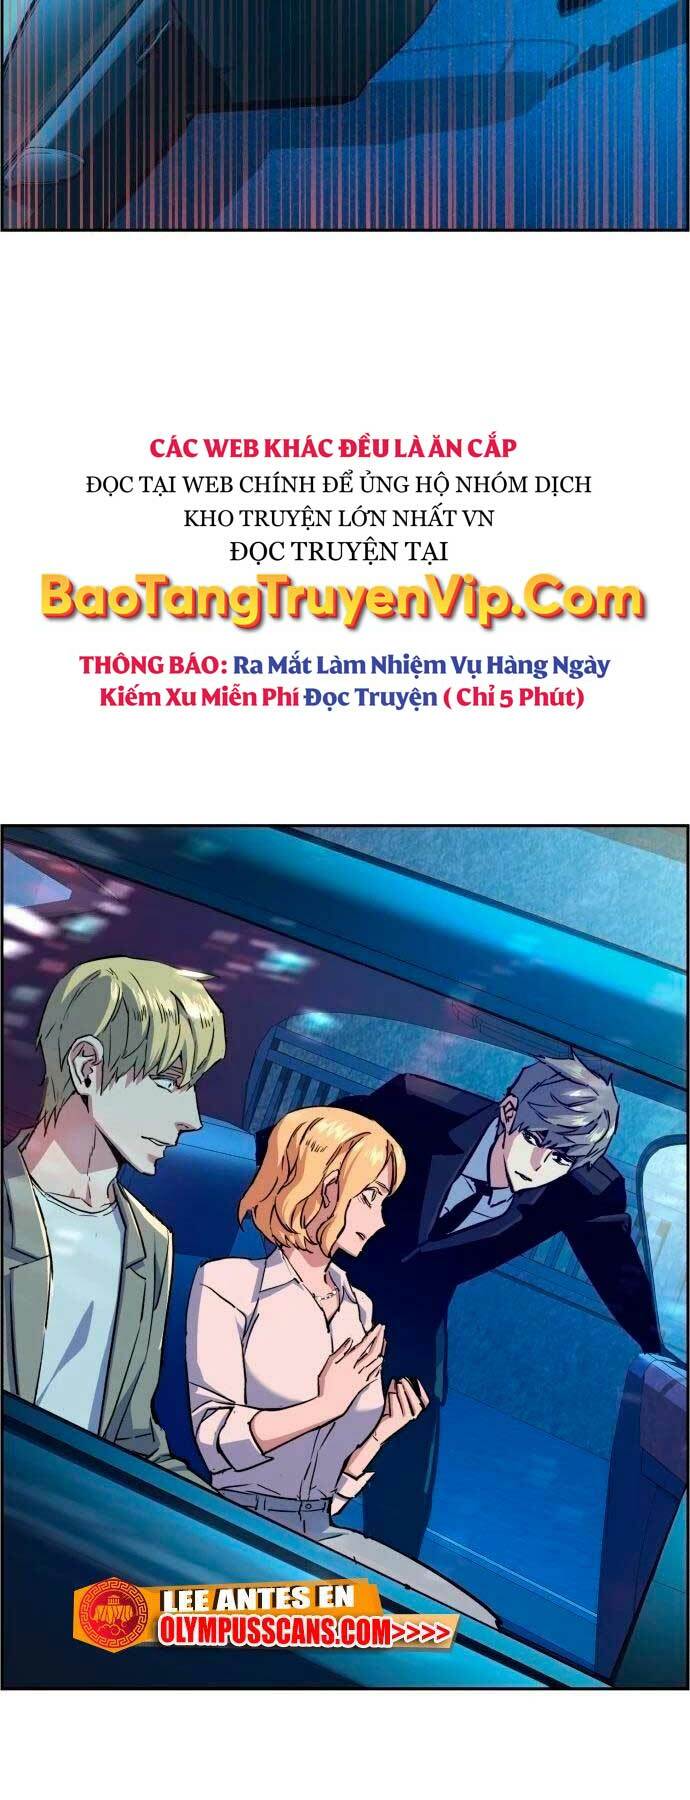 CÁC WEB KHÁC ĐỀU LÀ ĂN CẮP
ĐỌC TẠI WEB CHÍNH ĐỂ ỦNG HỘ NHÓM DỊCH
KHO TRUYỆN LỚN NHẤT VN
ĐỌC TRUYỆN TẠI
BaoTangTruyenVip.Com
THÔNG BÁO: Ra Mắt Làm Nhiệm Vụ Hàng Ngày
Kiếm Xu Miễn Phí Đọc Truyện ( Chỉ 5 Phút)
LEE ANTES EN
OLYMPUSSCANS.COM>>>>